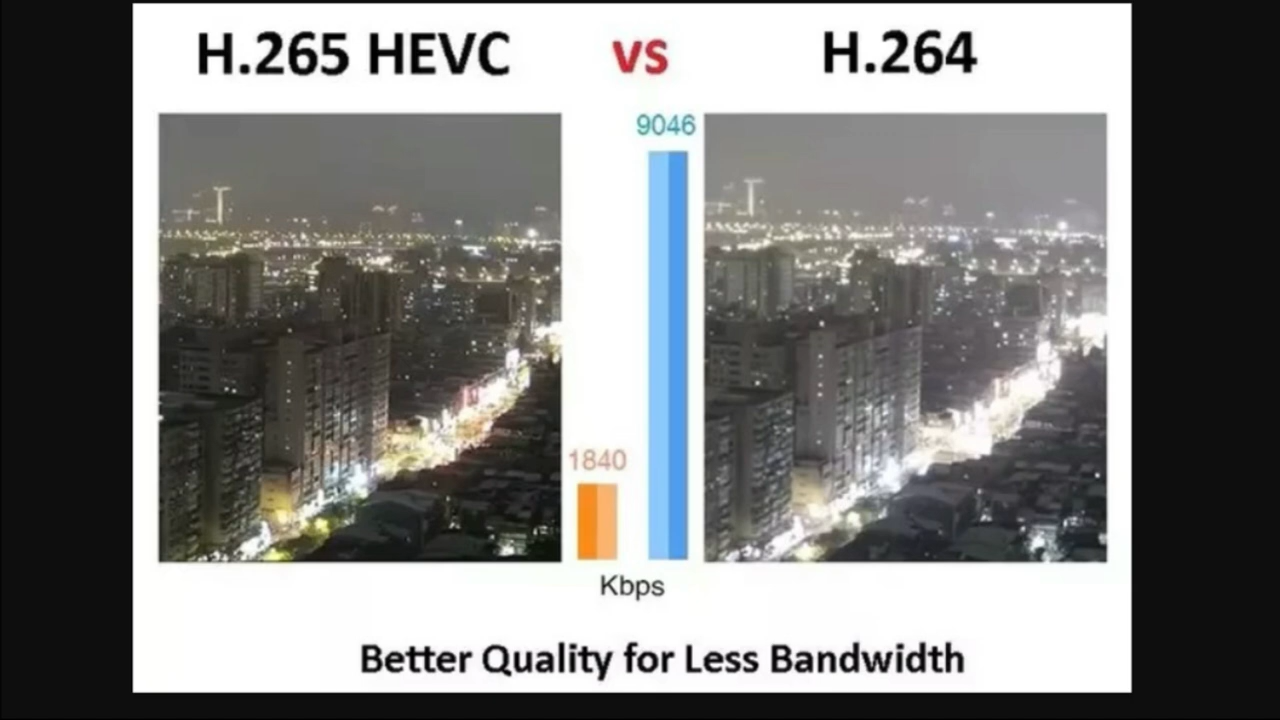 H.265 HEVC VS H.264
9046
1840
Kbps
Better Quality for Less Bandwidth